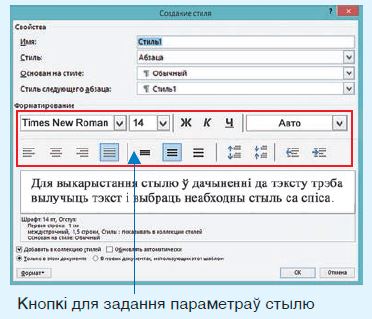 Создание стиля
Свойства
Имя: Стиль1
Стиль: Абзаца
Основан на стиле: ¶ Обычный
Стиль следующего абзаца: ¶ Стиль1
Форматирование
Times New Roman 14 Ж К Ч Авто
Для выкарыстання стылю ў дачыненні да тэксту трэба
вылучыць тэкст і выбраць неабходны стыль са спіса.
Шрифт: 14 пт, Отступ:
Первая строка: 1 см
междустрочный, 1,5 строки, Стиль: показывать в коллекции стилей
Основан на стиле: Обычный
Добавить в коллекцию стилей Обновлять автоматически
Только в этом документе В новых документах, использующих этот шаблон
Формат ОК Отмена
Кнопкі для задання параметраў стылю